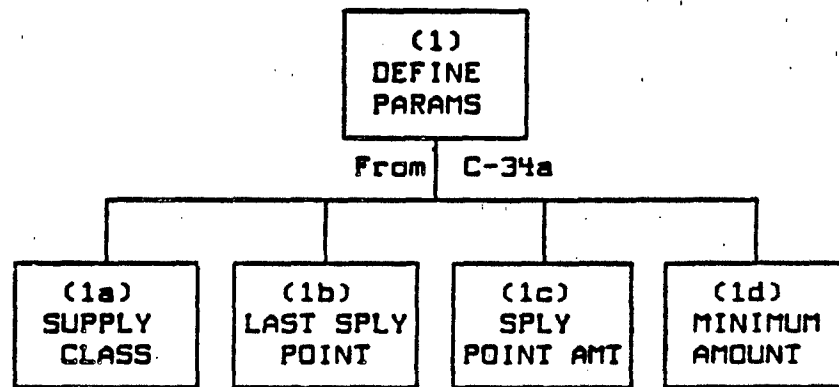 (1)
DEFINE
PARAMS
From C-34a
(1a)
SUPPLY
CLASS
(1b)
LAST SPLY
POINT
(1c)
SPLY
POINT AMT
(1d)
MINIMUM
AMOUNT